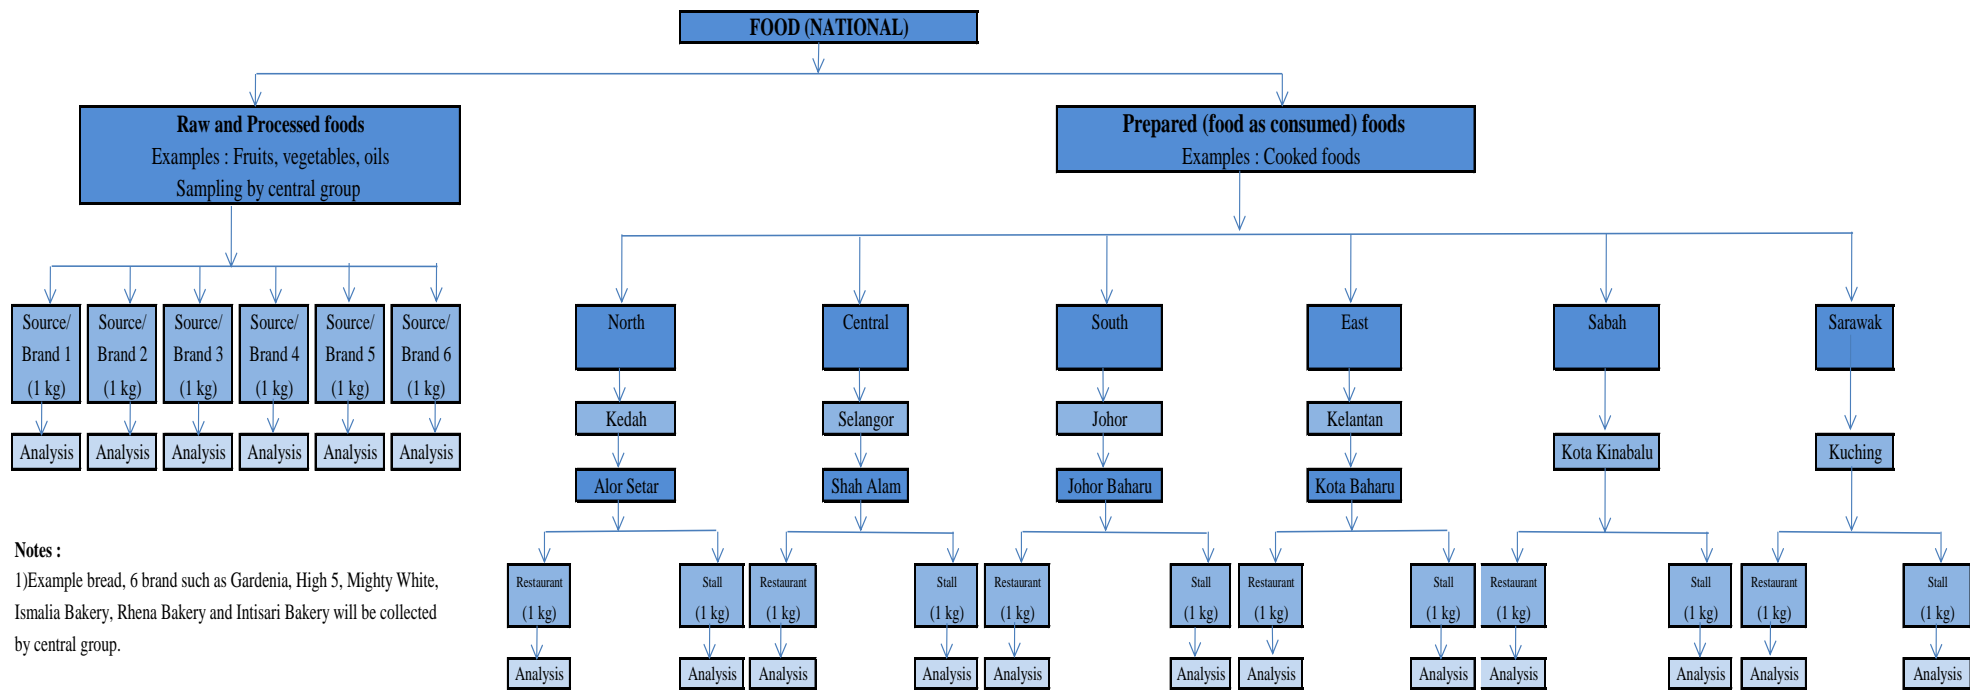 FOOD (NATIONAL)
Raw and Processed foods
Examples : Fruits, vegetables, oils
Sampling by central group
Prepared (food as consumed) foods
Examples : Cooked foods
Source/
Brand 1
(1 kg)
Source/
Brand 2
(1 kg)
Source/
Brand 3
(1 kg)
Source/
Brand 4
(1 kg)
Source/
Brand 5
(1 kg)
Source/
Brand 6
(1 kg)
Analysis
Analysis
Analysis
Analysis
Analysis
Analysis
North
Central
South
East
Sabah
Sarawak
Kedah
Selangor
Johor
Kelantan
Kota Kinabalu
Kuching
Alor Setar
Shah Alam
Johor Baharu
Kota Baharu
Restaurant
(1 kg)
Stall
(1 kg)
Restaurant
(1 kg)
Stall
(1 kg)
Restaurant
(1 kg)
Stall
(1 kg)
Restaurant
(1 kg)
Stall
(1 kg)
Restaurant
(1 kg)
Stall
(1 kg)
Restaurant
(1 kg)
Stall
(1 kg)
Analysis
Analysis
Analysis
Analysis
Analysis
Analysis
Analysis
Analysis
Analysis
Analysis
Analysis
Analysis
Notes :
1)Example bread, 6 brand such as Gardenia, High 5, Mighty White,
Ismalia Bakery, Rhena Bakery and Intisari Bakery will be collected
by central group.